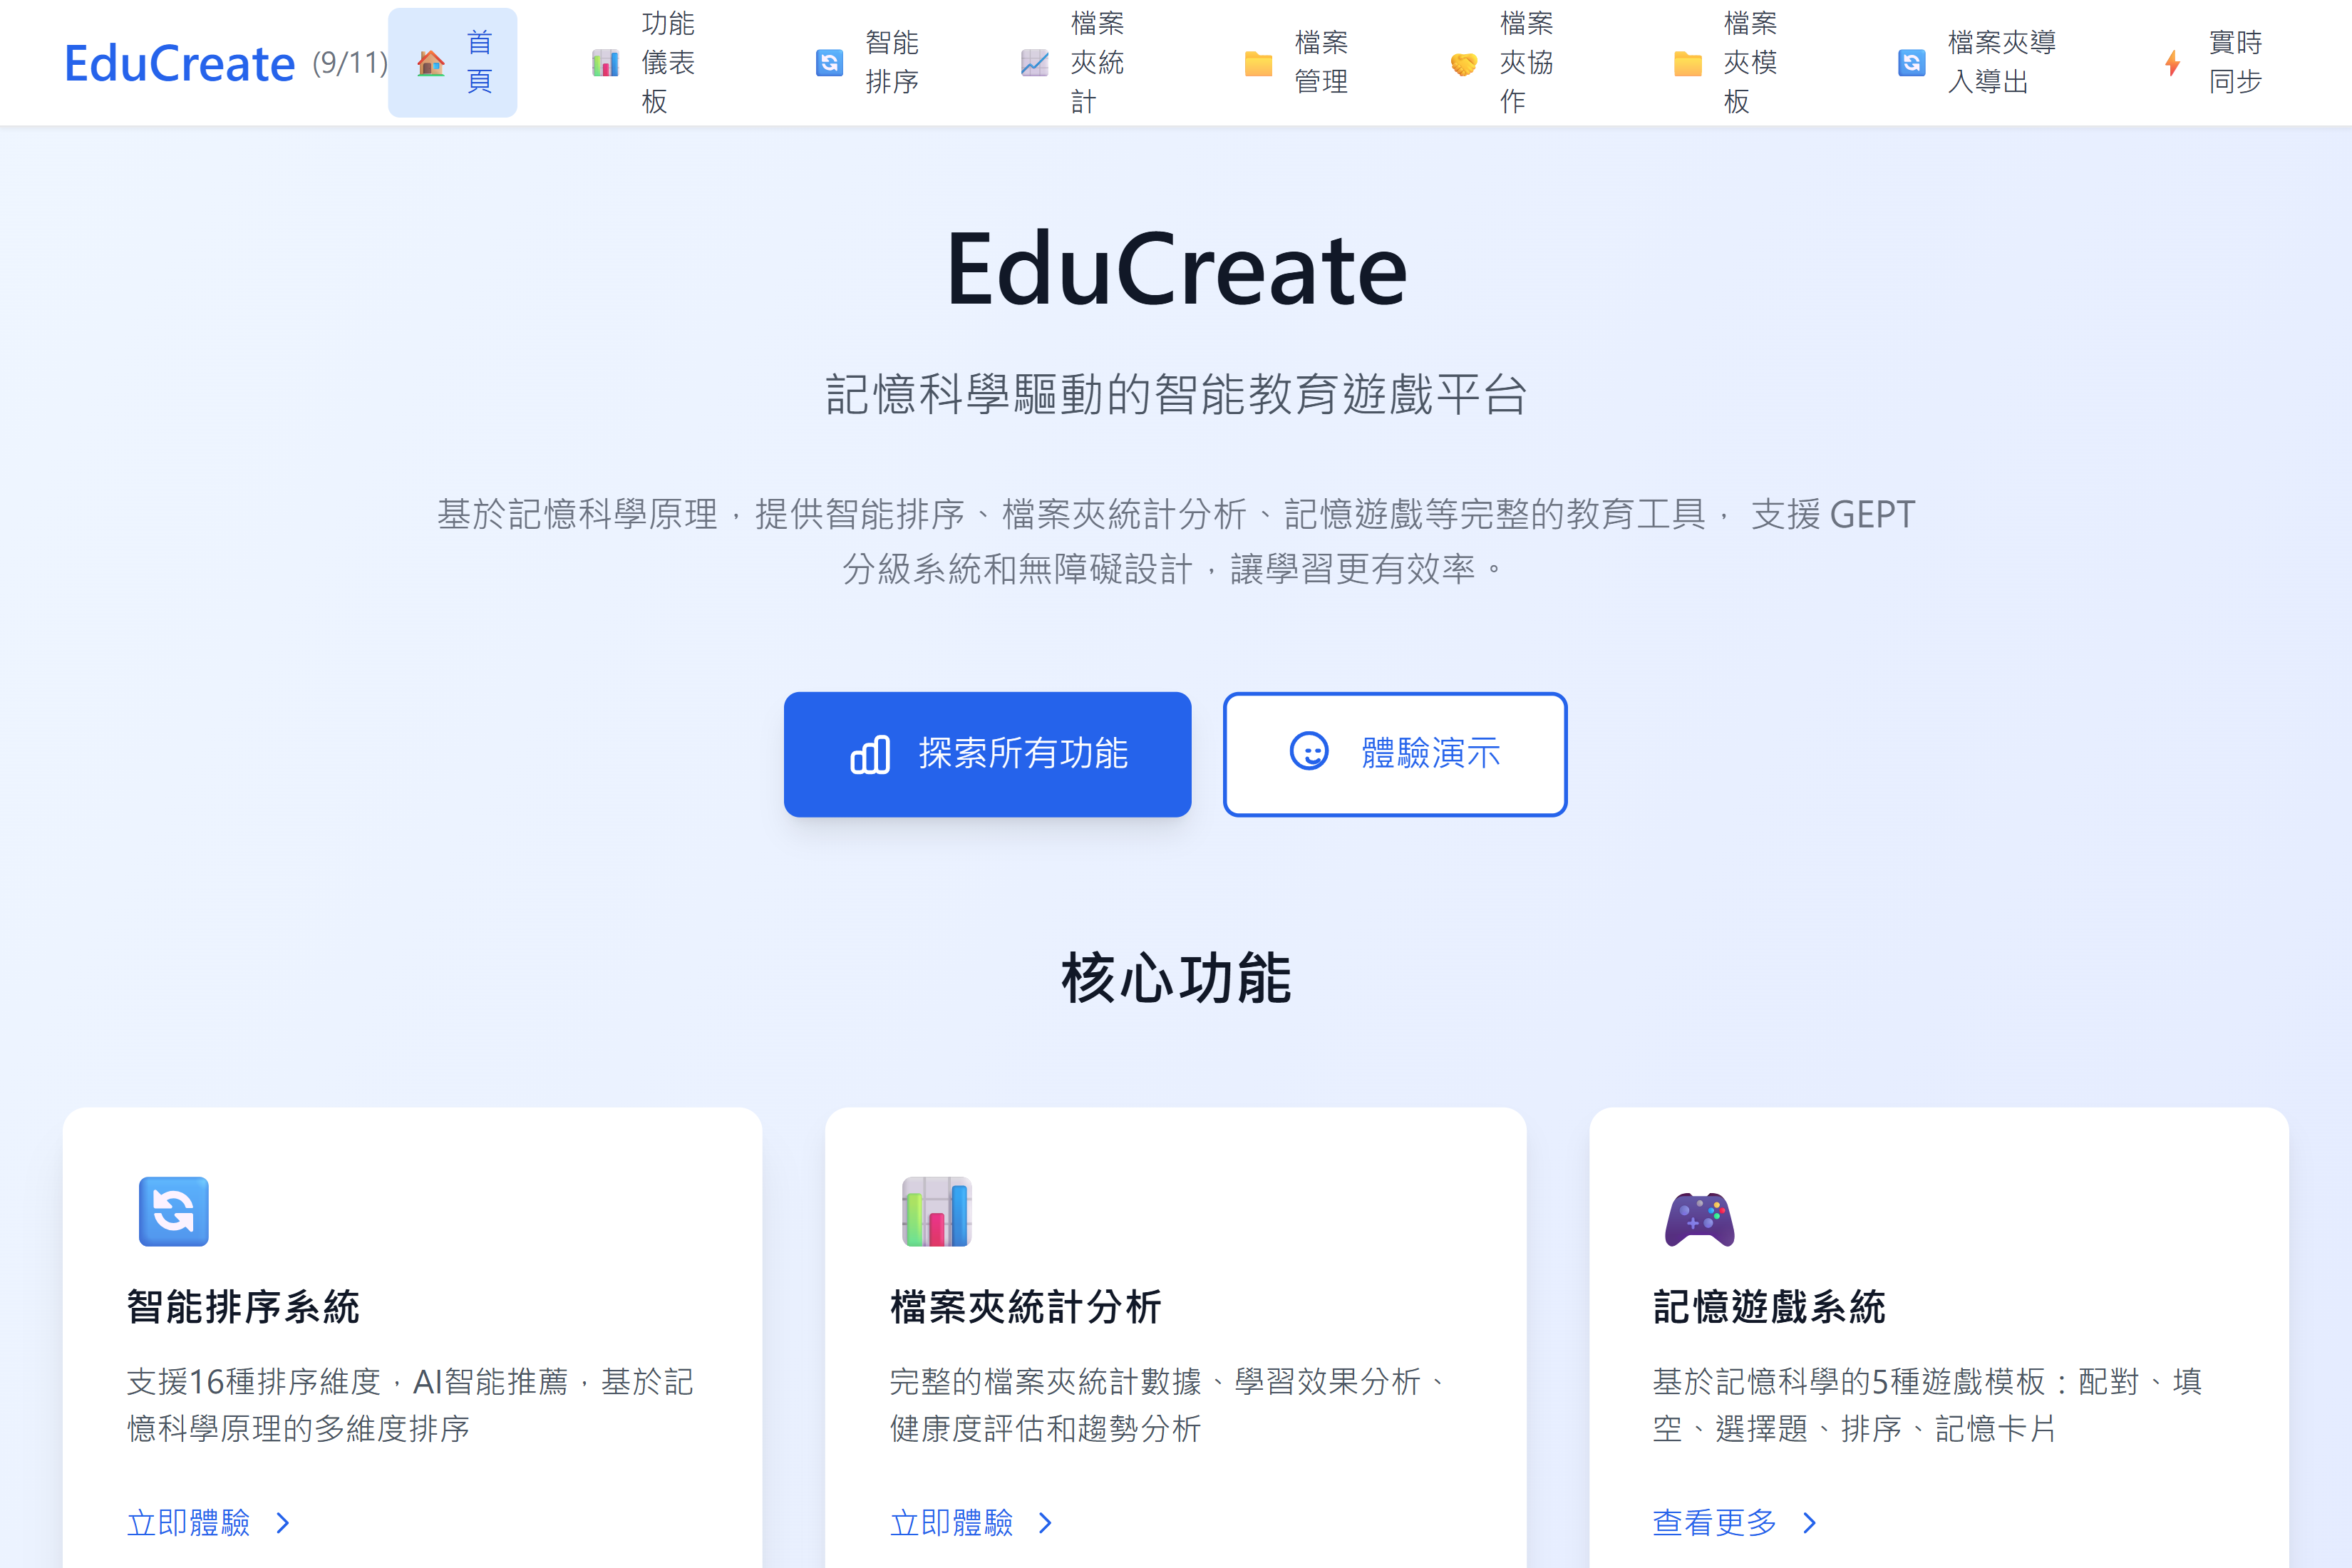 EduCreate (9/11)
首
頁
功能
儀表
板
智能
排序
檔案
夾統
計
檔案
管理
檔案
夾協
作
檔案
夾模
板
檔案夾導
入導出
實時
同步
EduCreate
記憶科學驅動的智能教育遊戲平台
基於記憶科學原理，提供智能排序、檔案夾統計分析、記憶遊戲等完整的教育工具， 支援 GEPT
分級系統和無障礙設計，讓學習更有效率。
探索所有功能
體驗演示
核心功能
智能排序系統
支援16種排序維度，AI智能推薦，基於記
憶科學原理的多維度排序
立即體驗
檔案夾統計分析
完整的檔案夾統計數據、學習效果分析、
健康度評估和趨勢分析
立即體驗
記憶遊戲系統
基於記憶科學的5種遊戲模板：配對、填
空、選擇題、排序、記憶卡片
查看更多